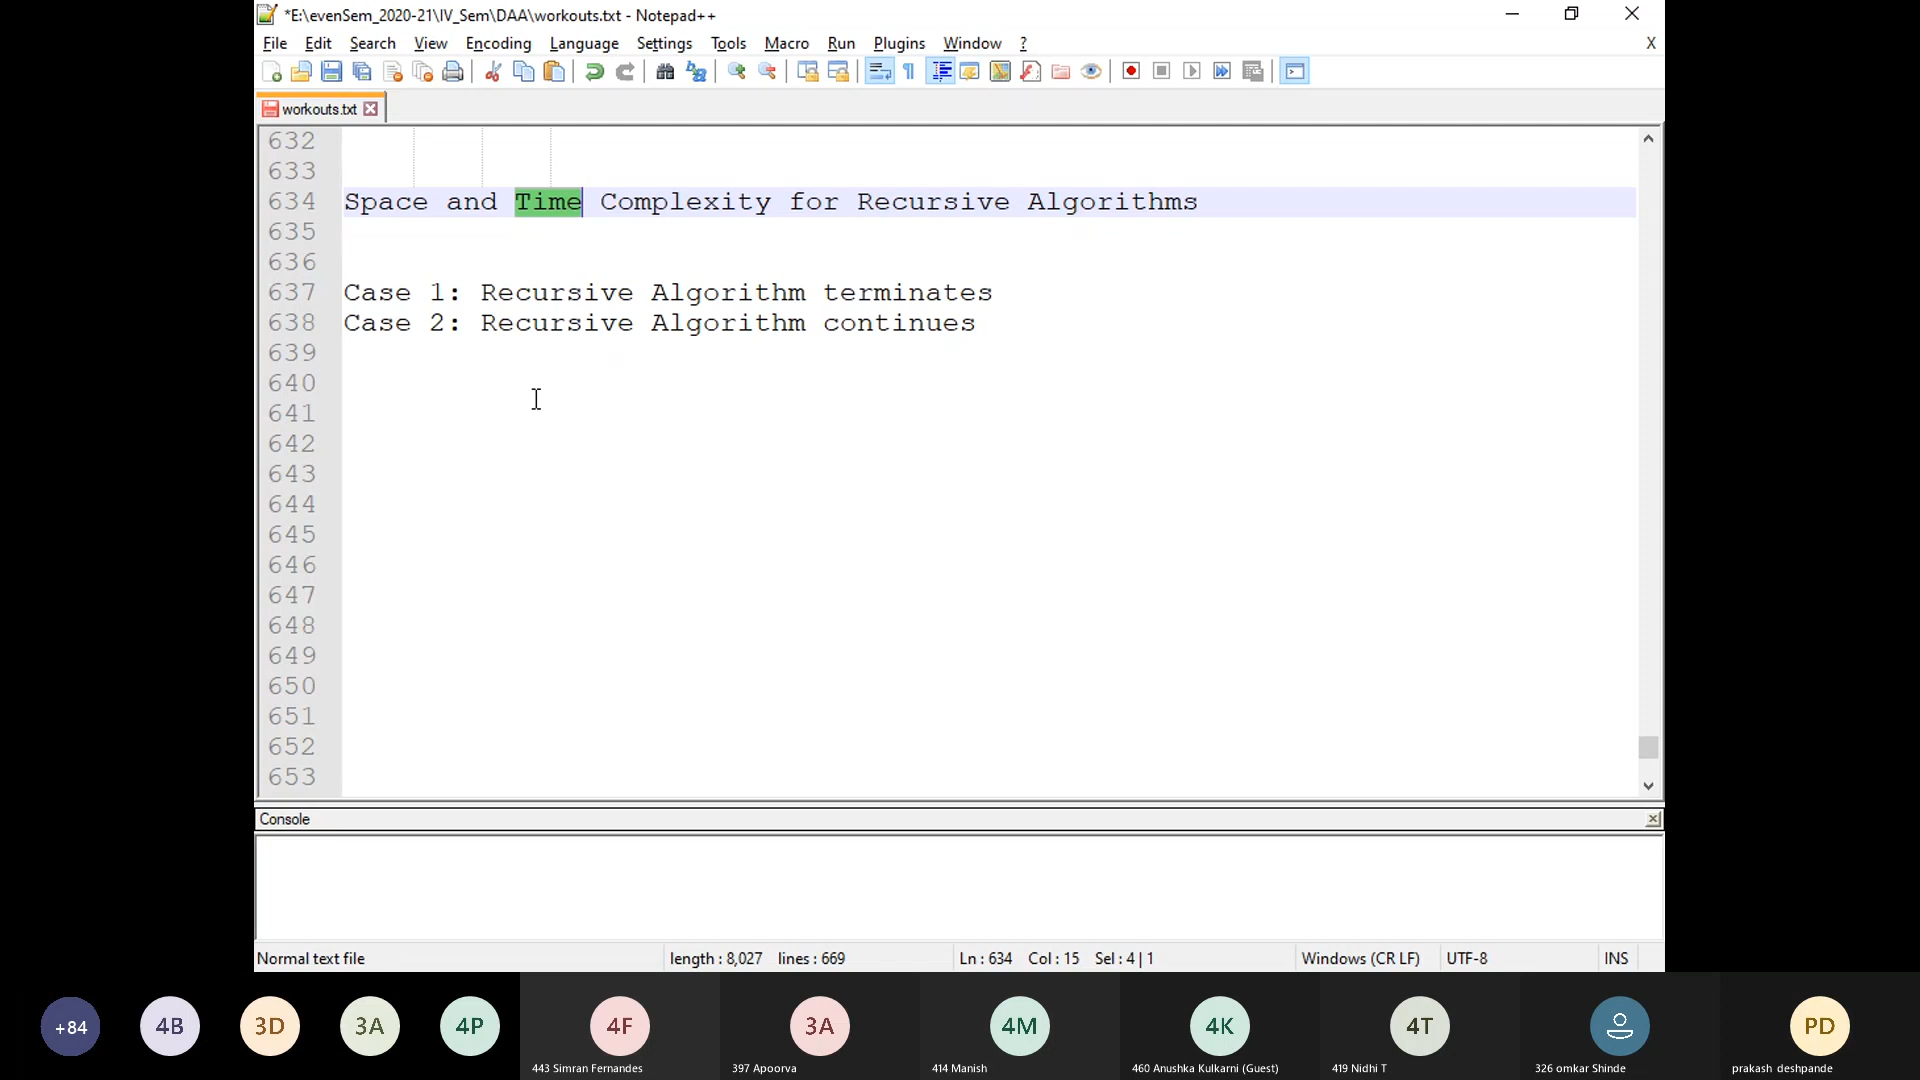 *E:\evenSem_2020-21\IV_Sem\DAA\workouts.txt - Notepad++
File Edit Search View Encoding Language Settings Tools Macro Run Plugins Window ? X
workouts.txt
632
633
634 Space and Time Complexity for Recursive Algorithms
635
636
637 Case 1: Recursive Algorithm terminates
638 Case 2: Recursive Algorithm continues
639
640
641
642
643
644
645
646
647
648
649
650
651
652
653
Console
Normal text file length : 8,027 lines : 669 Ln : 634 Col : 15 Sel : 4 | 1 Windows (CR LF) UTF-8 INS
+84 4B 3D 3A 4P 4F 3A 4M 4K 4T PD
443 Simran Fernandes 397 Apoorva 414 Manish 460 Anushka Kulkarni (Guest) 419 Nidhi T 326 omkar Shinde prakash deshpande